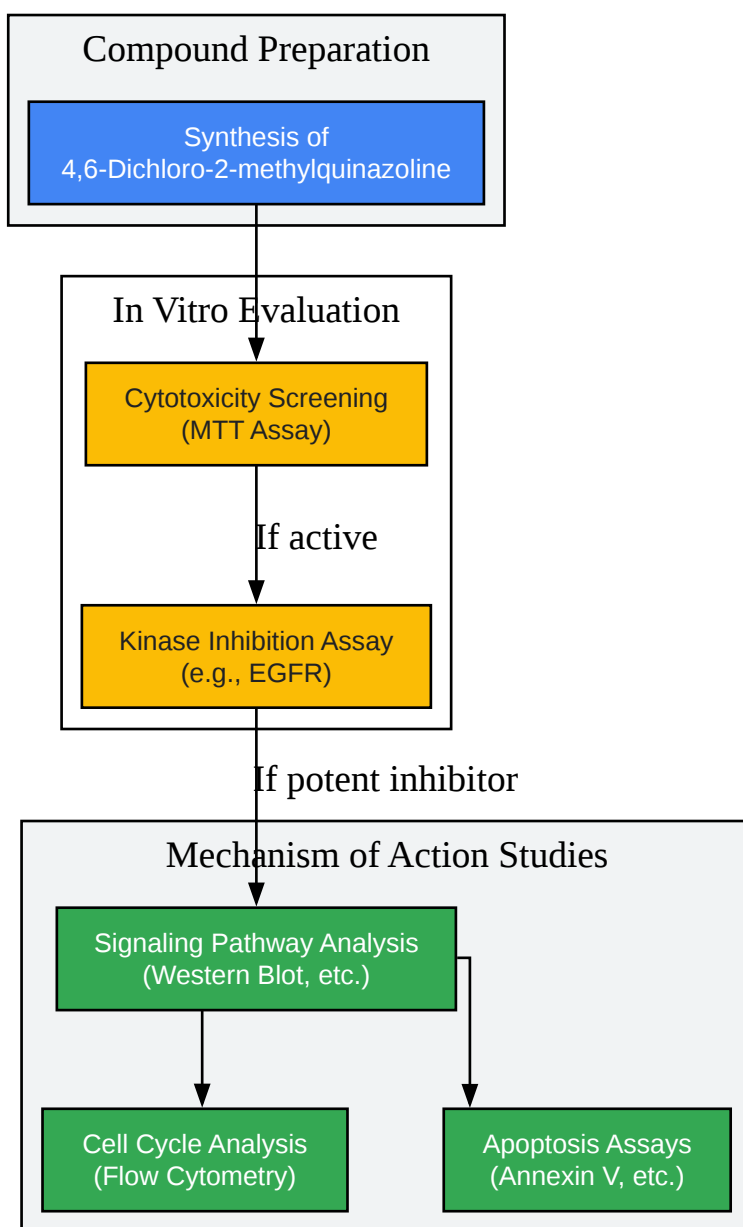 Compound Preparation
Synthesis of
4,6-Dichloro-2-methylquinazoline
In Vitro Evaluation
Cytotoxicity Screening
(MTT Assay)
If active
Kinase Inhibition Assay
(e.g., EGFR)
If potent inhibitor
Mechanism of Action Studies
Signaling Pathway Analysis
(Western Blot, etc.)
Cell Cycle Analysis
(Flow Cytometry)
Apoptosis Assays
(Annexin V, etc.)